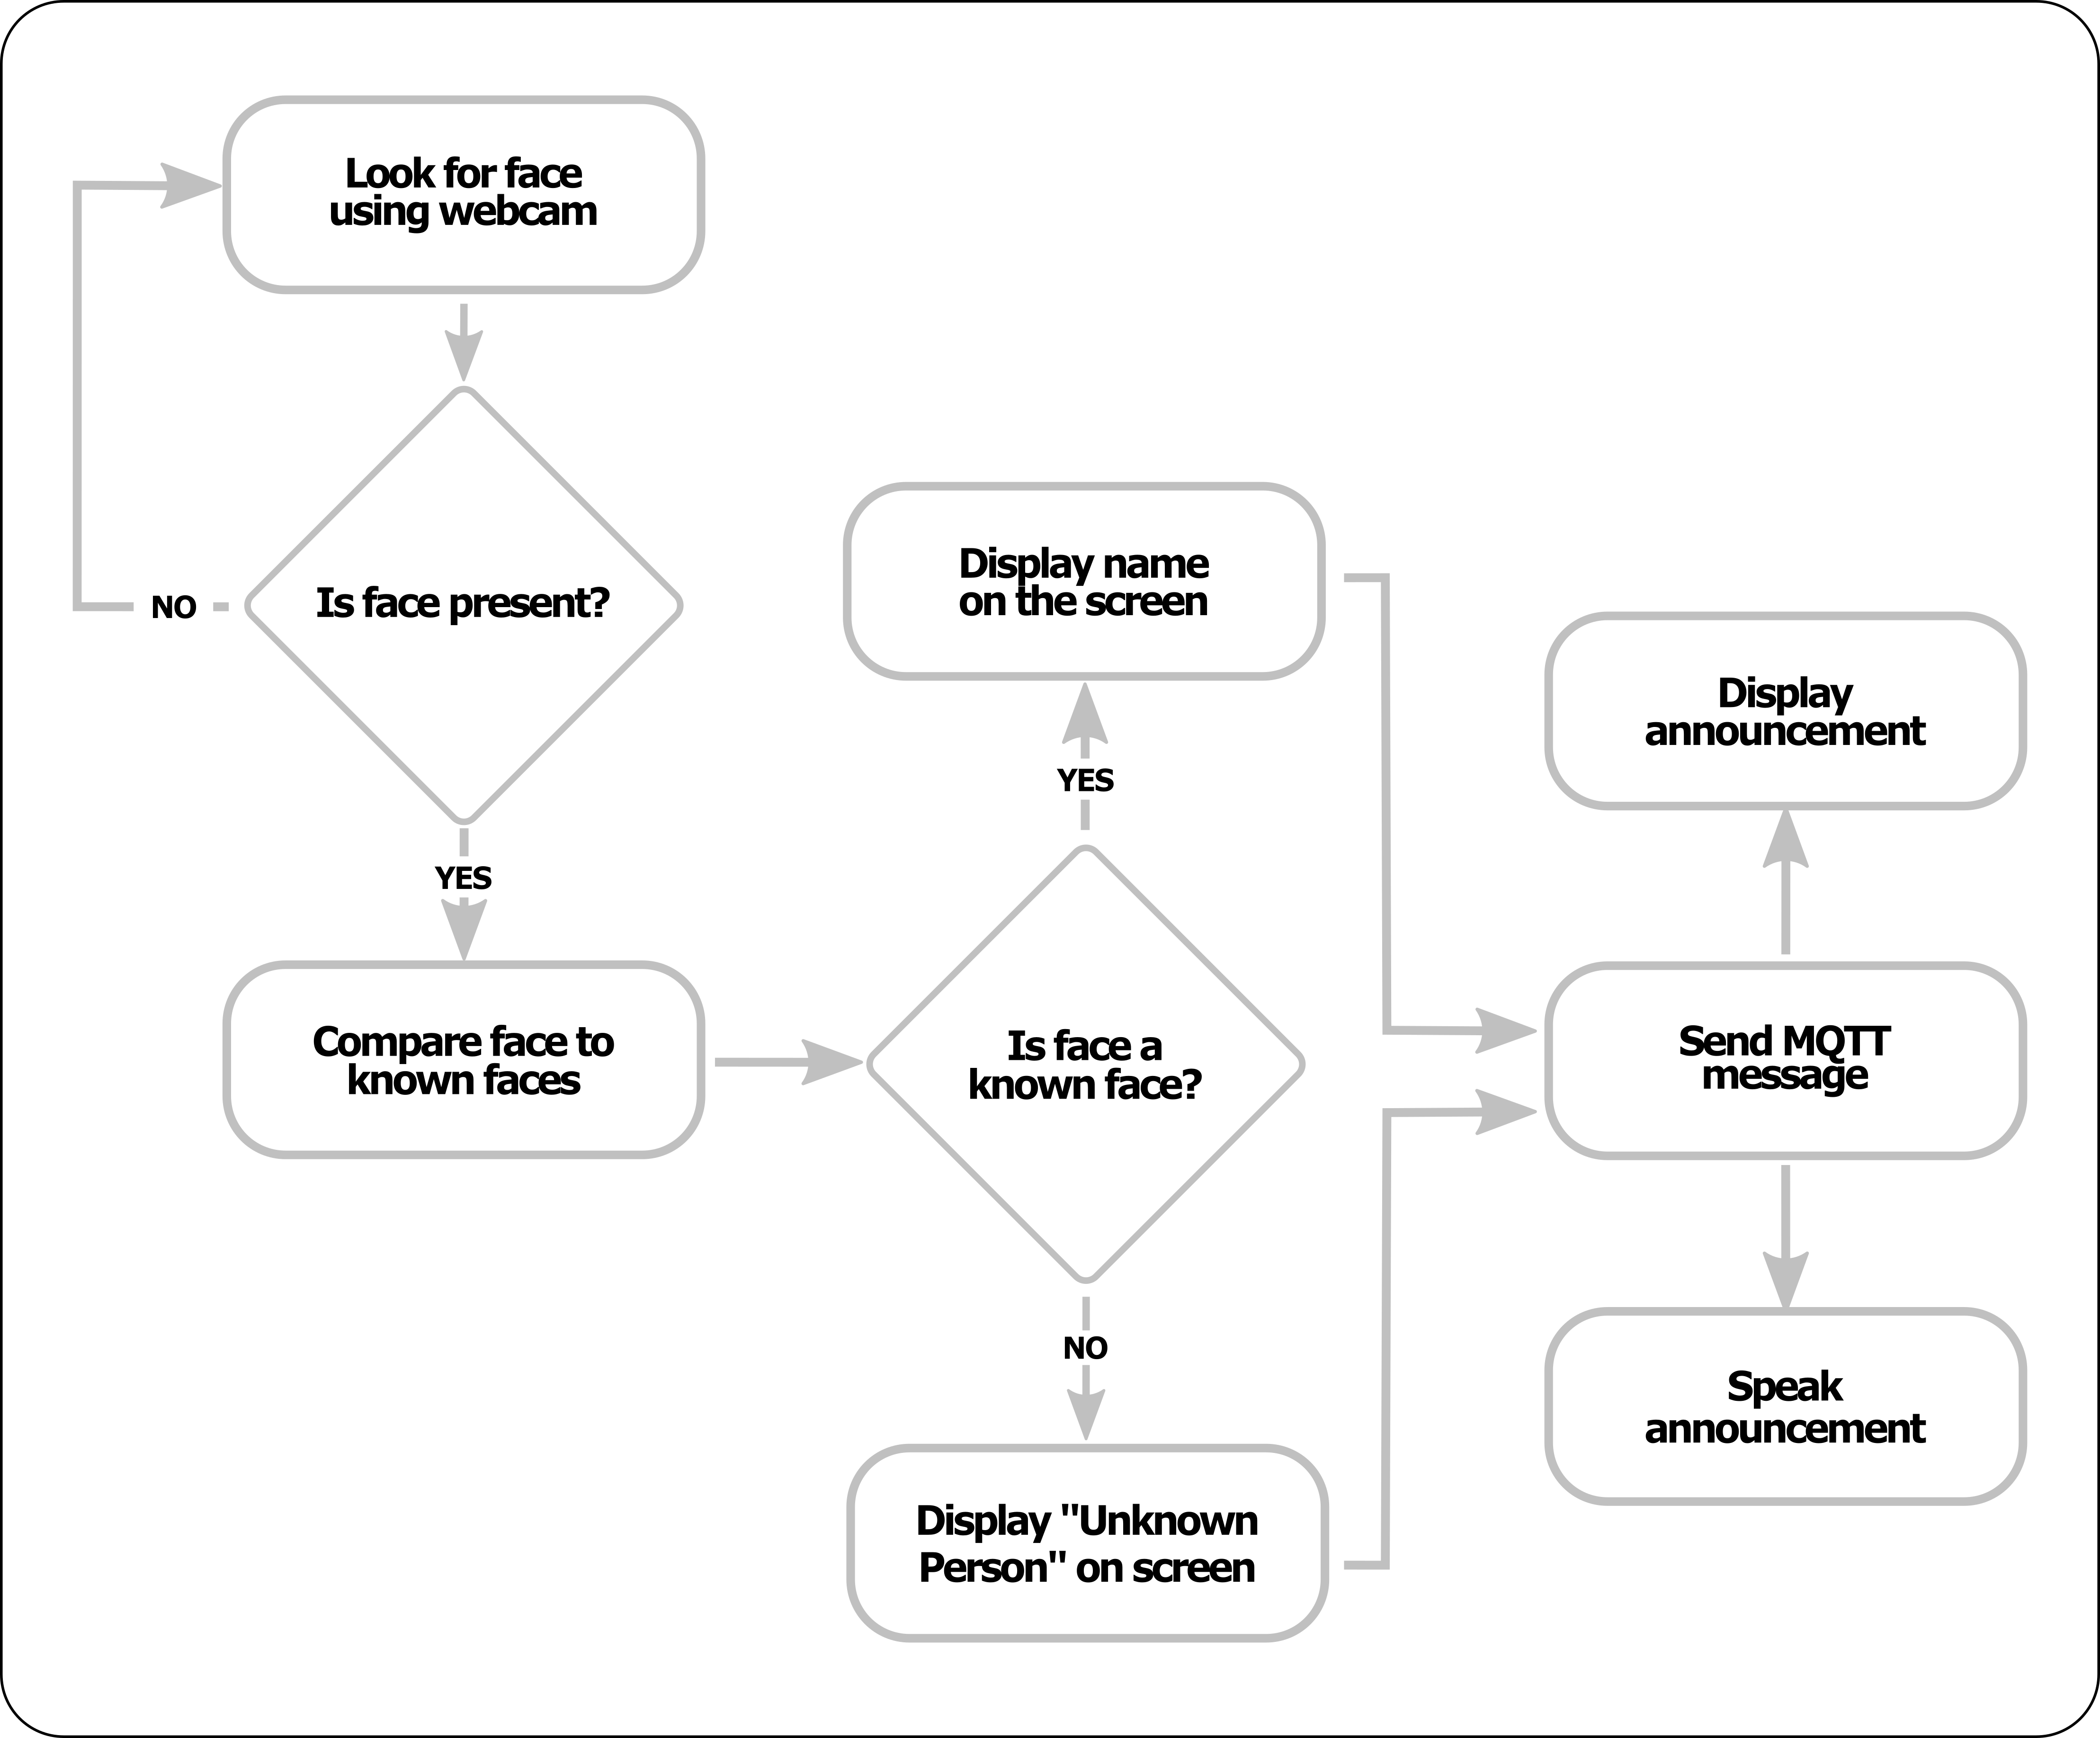 Look for face
using webcam
NO
Is face present?
YES
Compare face to
known faces
Display name
on the screen
YES
Is face a
known face?
NO
Display "Unknown
Person" on screen
Display
announcement
Send MQTT
message
Speak
announcement